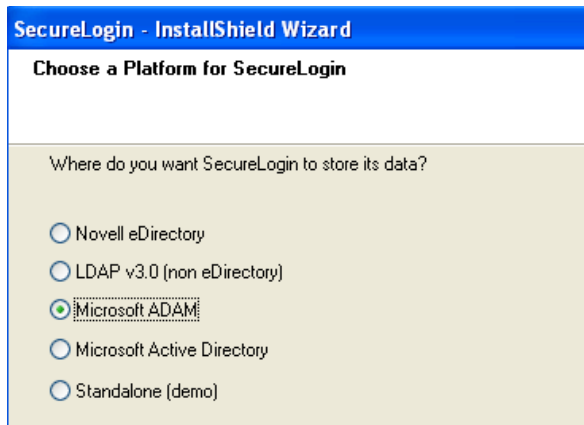 SecureLogin - InstallShield Wizard
Choose a Platform for SecureLogin
Where do you want SecureLogin to store its data?
Novell eDirectory
LDAP v3.0 (non eDirectory)
Microsoft ADAM
Microsoft Active Directory
Standalone (demo)